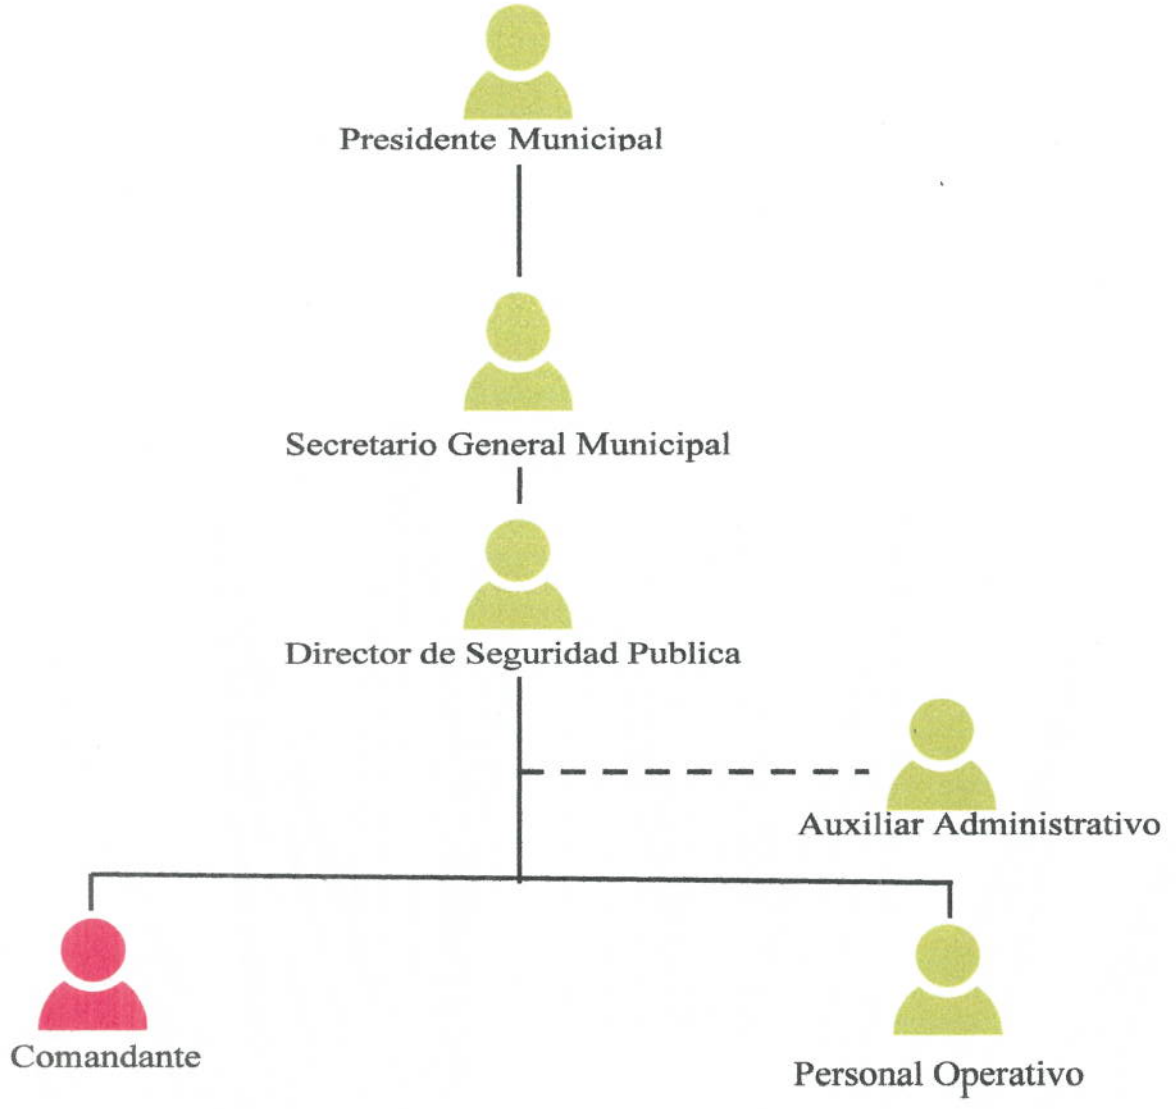 Presidente Municipal
Secretario General Municipal
Director de Seguridad Publica
Auxiliar Administrativo
Comandante
Personal Operativo